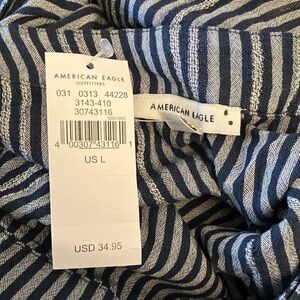 AMERICAN EAGLE
OUTFITTERS
031 0313 44228
3143-410
30743116
4 00307 43116 1
US L
USD 34.95
AMERICAN EAGLE